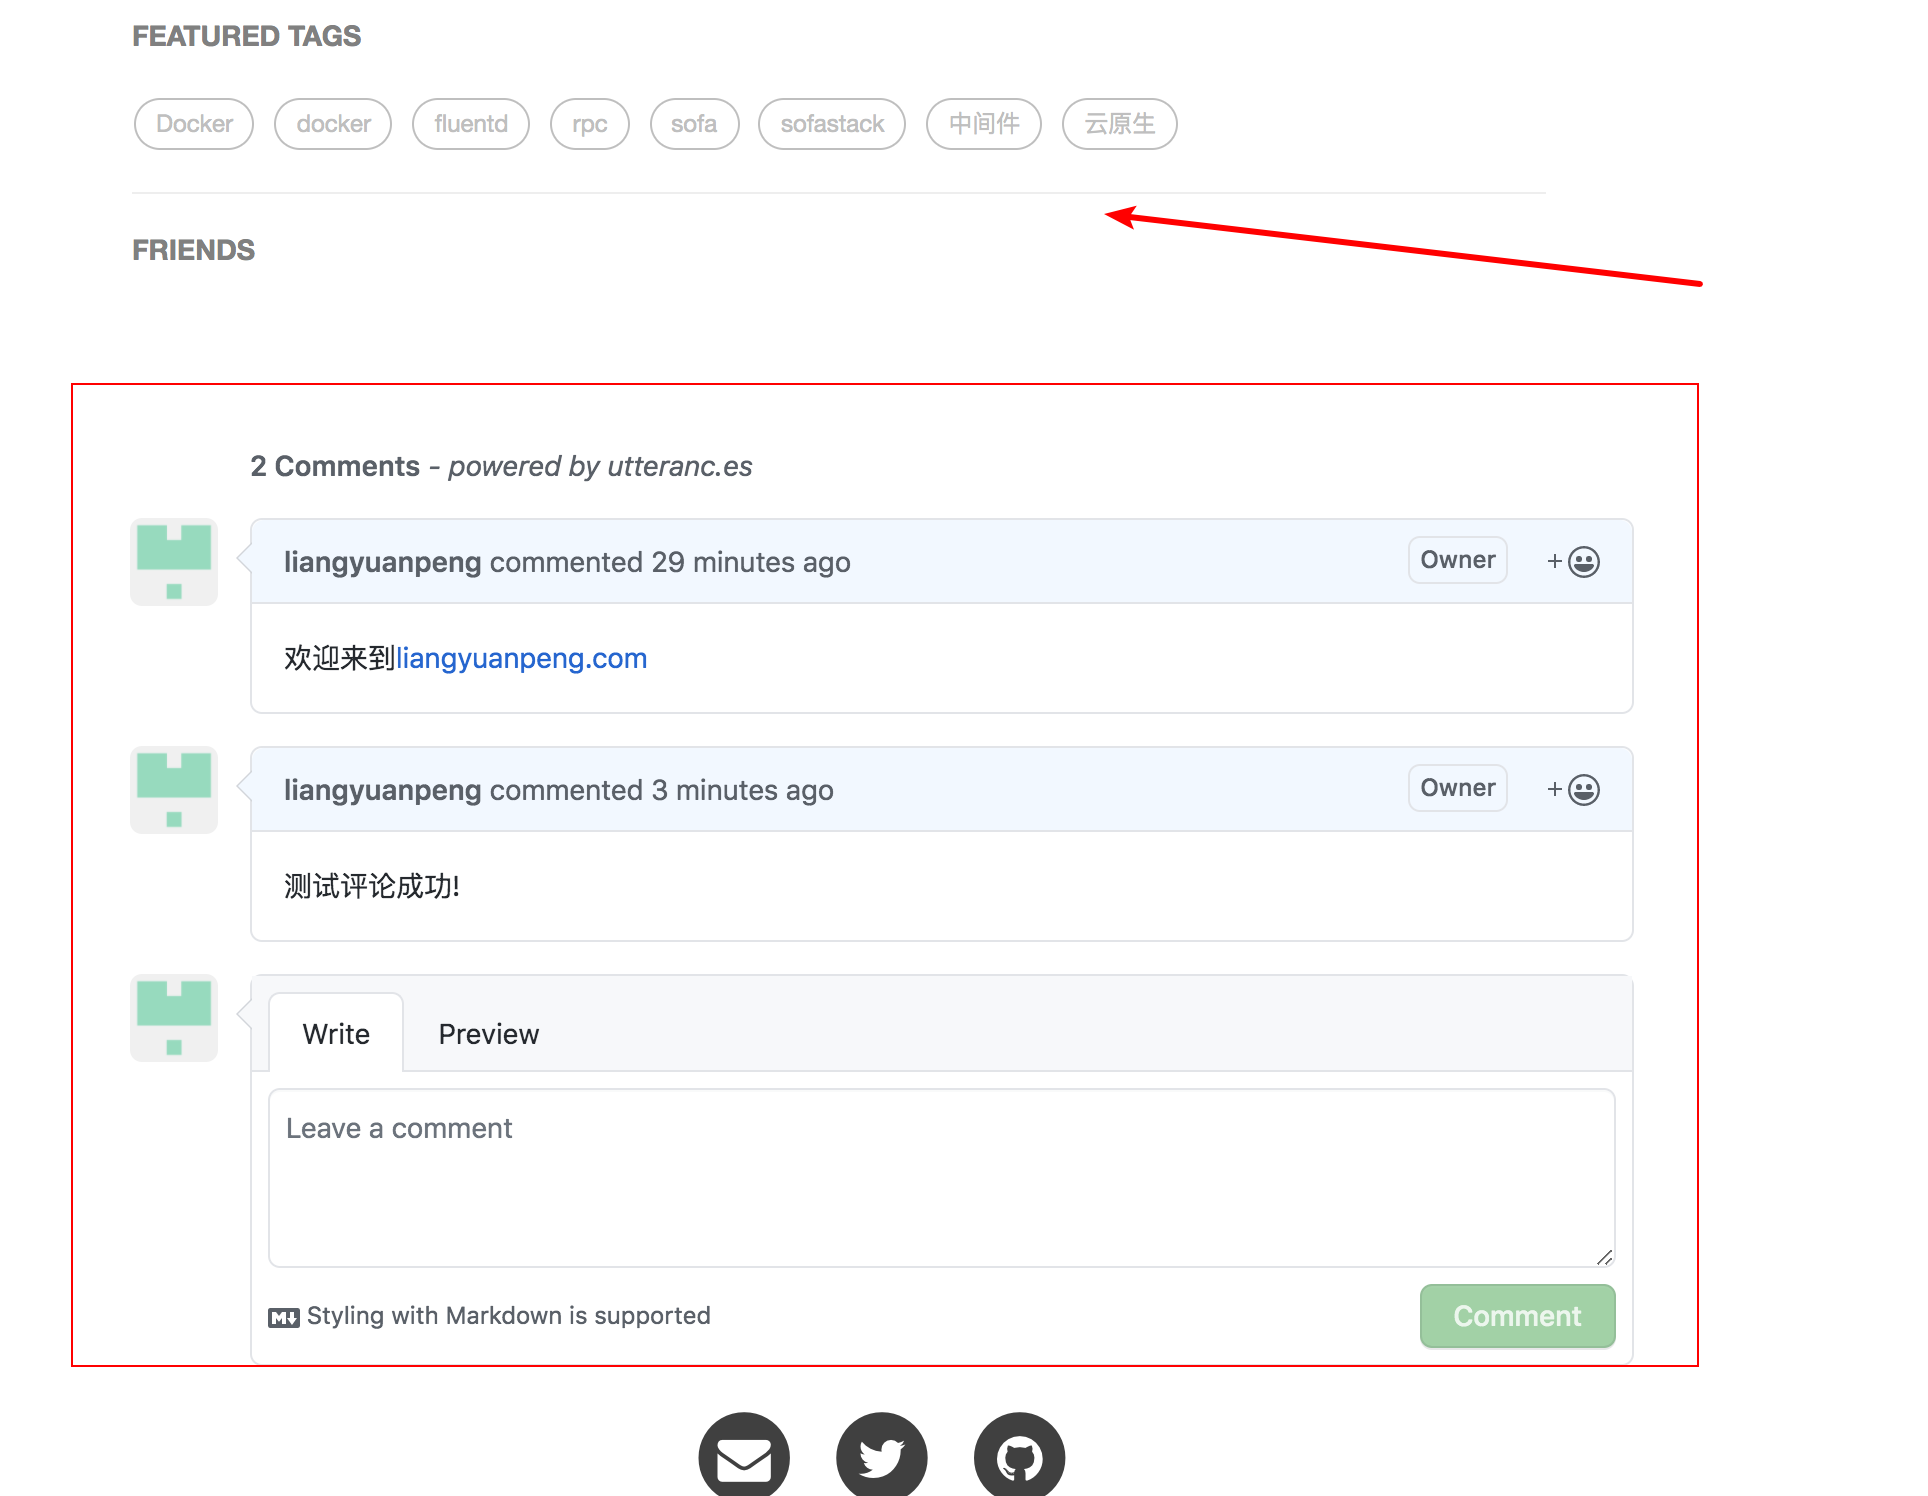 FEATURED TAGS
Docker docker fluentd rpc sofa sofastack 中间件 云原生
FRIENDS
2 Comments - powered by utteranc.es
liangyuanpeng commented 29 minutes ago Owner +
欢迎来到liangyuanpeng.com
liangyuanpeng commented 3 minutes ago Owner +
测试评论成功!
Write Preview
Leave a comment
M Styling with Markdown is supported Comment